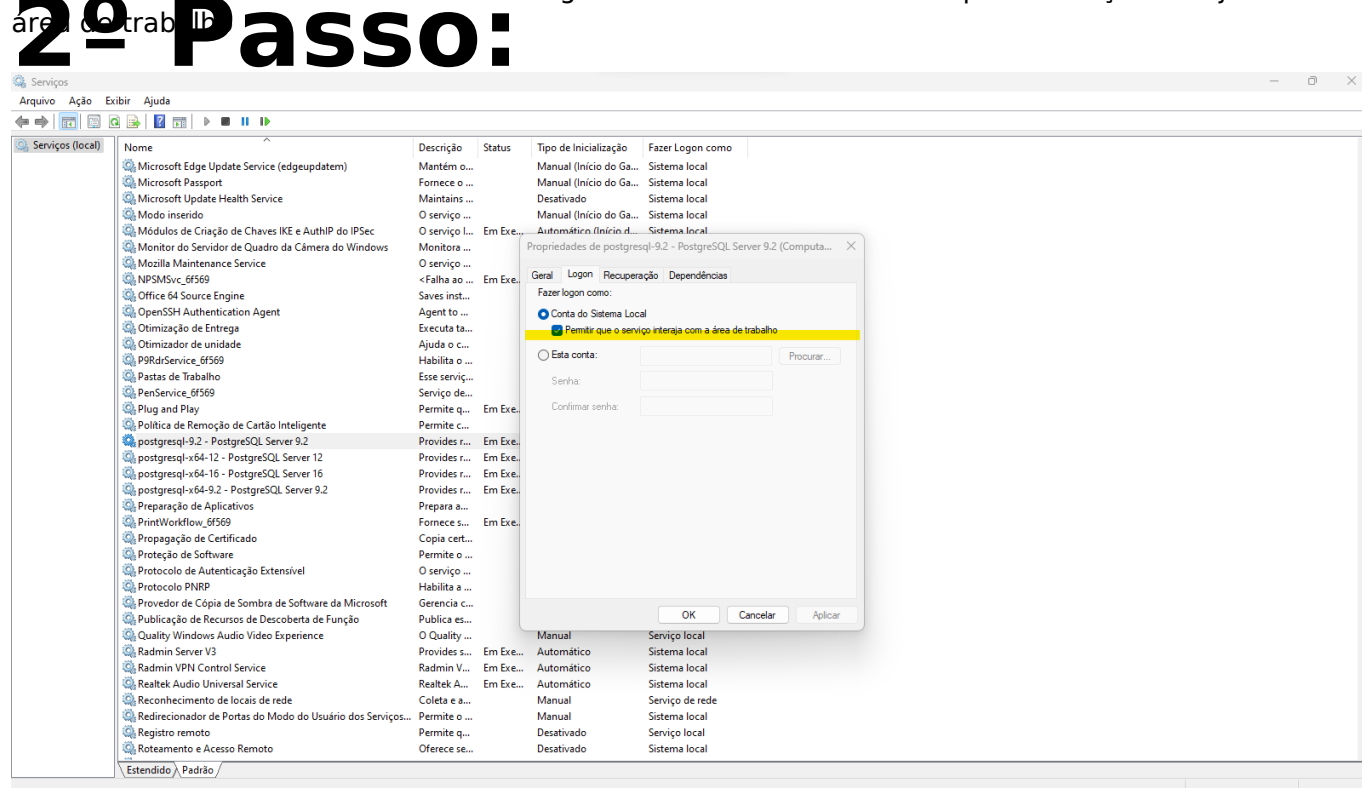 área de trabalho
2º Passo:
Serviços
Arquivo Ação Exibir Ajuda
Serviços (local)
Nome Descrição Status Tipo de Inicialização Fazer Logon como
Microsoft Edge Update Service (edgeupdatem) Mantém o... Manual (Início do Ga... Sistema local
Microsoft Passport Fornece o ... Manual (Início do Ga... Sistema local
Microsoft Update Health Service Maintains ... Desativado Sistema local
Modo inserido O serviço ... Manual (Início do Ga... Sistema local
Módulos de Criação de Chaves IKE e AuthIP do IPSec O serviço I... Em Exe... Automático (Início d... Sistema local
Monitor do Servidor de Quadro da Câmera do Windows Monitora ...
Mozilla Maintenance Service O serviço ...
NPSMSvc_6f569 <Falha ao ... Em Exe...
Office 64 Source Engine Saves inst...
OpenSSH Authentication Agent Agent to ...
Otimização de Entrega Executa ta...
Otimizador de unidade Ajuda o c...
P9RdrService_6f569 Habilita o ...
Pastas de Trabalho Esse serviç...
PenService_6f569 Serviço de...
Plug and Play Permite q... Em Exe...
Política de Remoção de Cartão Inteligente Permite c...
postgresql-9.2 - PostgreSQL Server 9.2 Provides r... Em Exe...
postgresql-x64-12 - PostgreSQL Server 12 Provides r... Em Exe...
postgresql-x64-16 - PostgreSQL Server 16 Provides r... Em Exe...
postgresql-x64-9.2 - PostgreSQL Server 9.2 Provides r... Em Exe...
Preparação de Aplicativos Prepara a...
PrintWorkflow_6f569 Fornece s... Em Exe...
Propagação de Certificado Copia cert...
Proteção de Software Permite o ...
Protocolo de Autenticação Extensível O serviço ...
Protocolo PNRP Habilita a ...
Provedor de Cópia de Sombra de Software da Microsoft Gerencia c...
Publicação de Recursos de Descoberta de Função Publica es...
Quality Windows Audio Video Experience O Quality ... Manual Serviço local
Radmin Server V3 Provides s... Em Exe... Automático Sistema local
Radmin VPN Control Service Radmin V... Em Exe... Automático Sistema local
Realtek Audio Universal Service Realtek A... Em Exe... Automático Sistema local
Reconhecimento de locais de rede Coleta e a... Manual Serviço de rede
Redirecionador de Portas do Modo do Usuário dos Serviços... Permite o ... Manual Sistema local
Registro remoto Permite q... Desativado Serviço local
Roteamento e Acesso Remoto Oferece se... Desativado Sistema local
Estendido Padrão
Propriedades de postgresql-9.2 - PostgreSQL Server 9.2 (Computa...
Geral Logon Recuperação Dependências
Fazer logon como:
Conta do Sistema Local
Permitir que o serviço interaja com a área de trabalho
Esta conta: Procurar...
Senha:
Confirmar senha:
OK Cancelar Aplicar